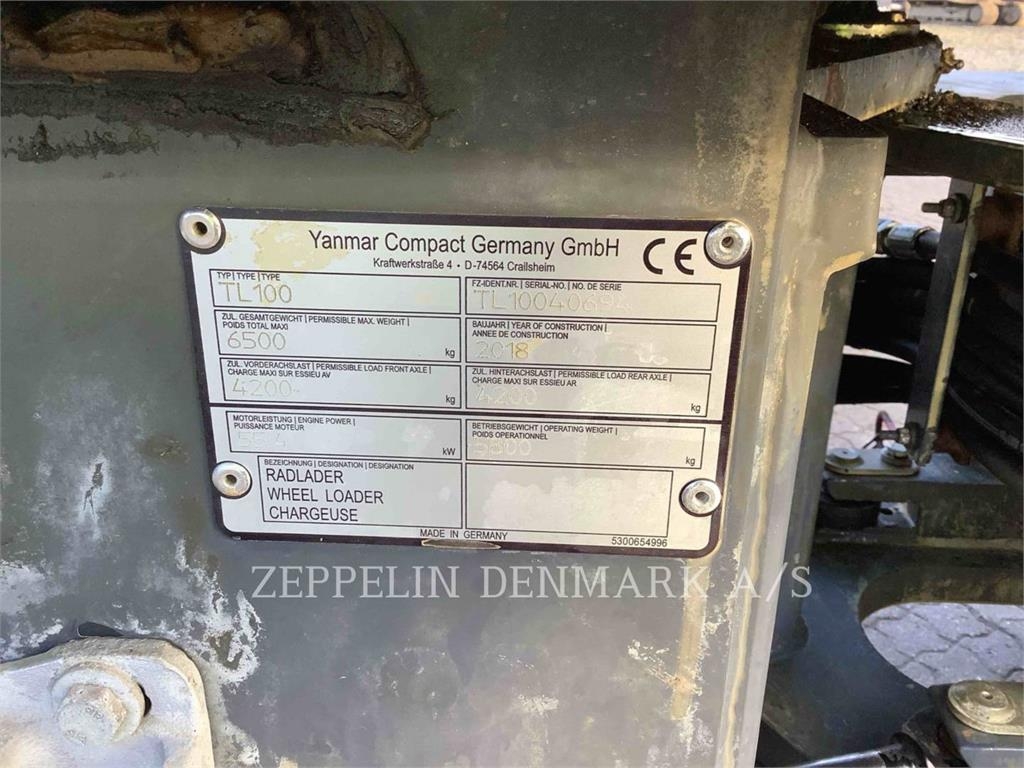 Yanmar Compact Germany GmbH
Kraftwerkstraße 4 • D-74564 Crailsheim
CE
TYP | TYPE | TYPE
TL100
FZ-IDENT.NR. | SERIAL-NO. | NO. DE SERIE
ZUL. GESAMTGEWICHT | PERMISSIBLE MAX. WEIGHT |
POIDS TOTAL MAXI
6500
kg
BAUJAHR | YEAR OF CONSTRUCTION |
ANNEE DE CONSTRUCTION
2018
ZUL. VORDERACHSLAST | PERMISSIBLE LOAD FRONT AXLE |
CHARGE MAXI SUR ESSIEU AV
4200
kg
ZUL. HINTERACHSLAST | PERMISSIBLE LOAD REAR AXLE |
CHARGE MAXI SUR ESSIEU AR
4200
kg
MOTORLEISTUNG | ENGINE POWER |
PUISSANCE MOTEUR
55,4
kW
BETRIEBSGEWICHT | OPERATING WEIGHT |
POIDS OPERATIONNEL
kg
BEZEICHNUNG | DESIGNATION | DESIGNATION
RADLADER
WHEEL LOADER
CHARGEUSE
MADE IN GERMANY
5300654996
ZEPPELIN DENMARK A/S